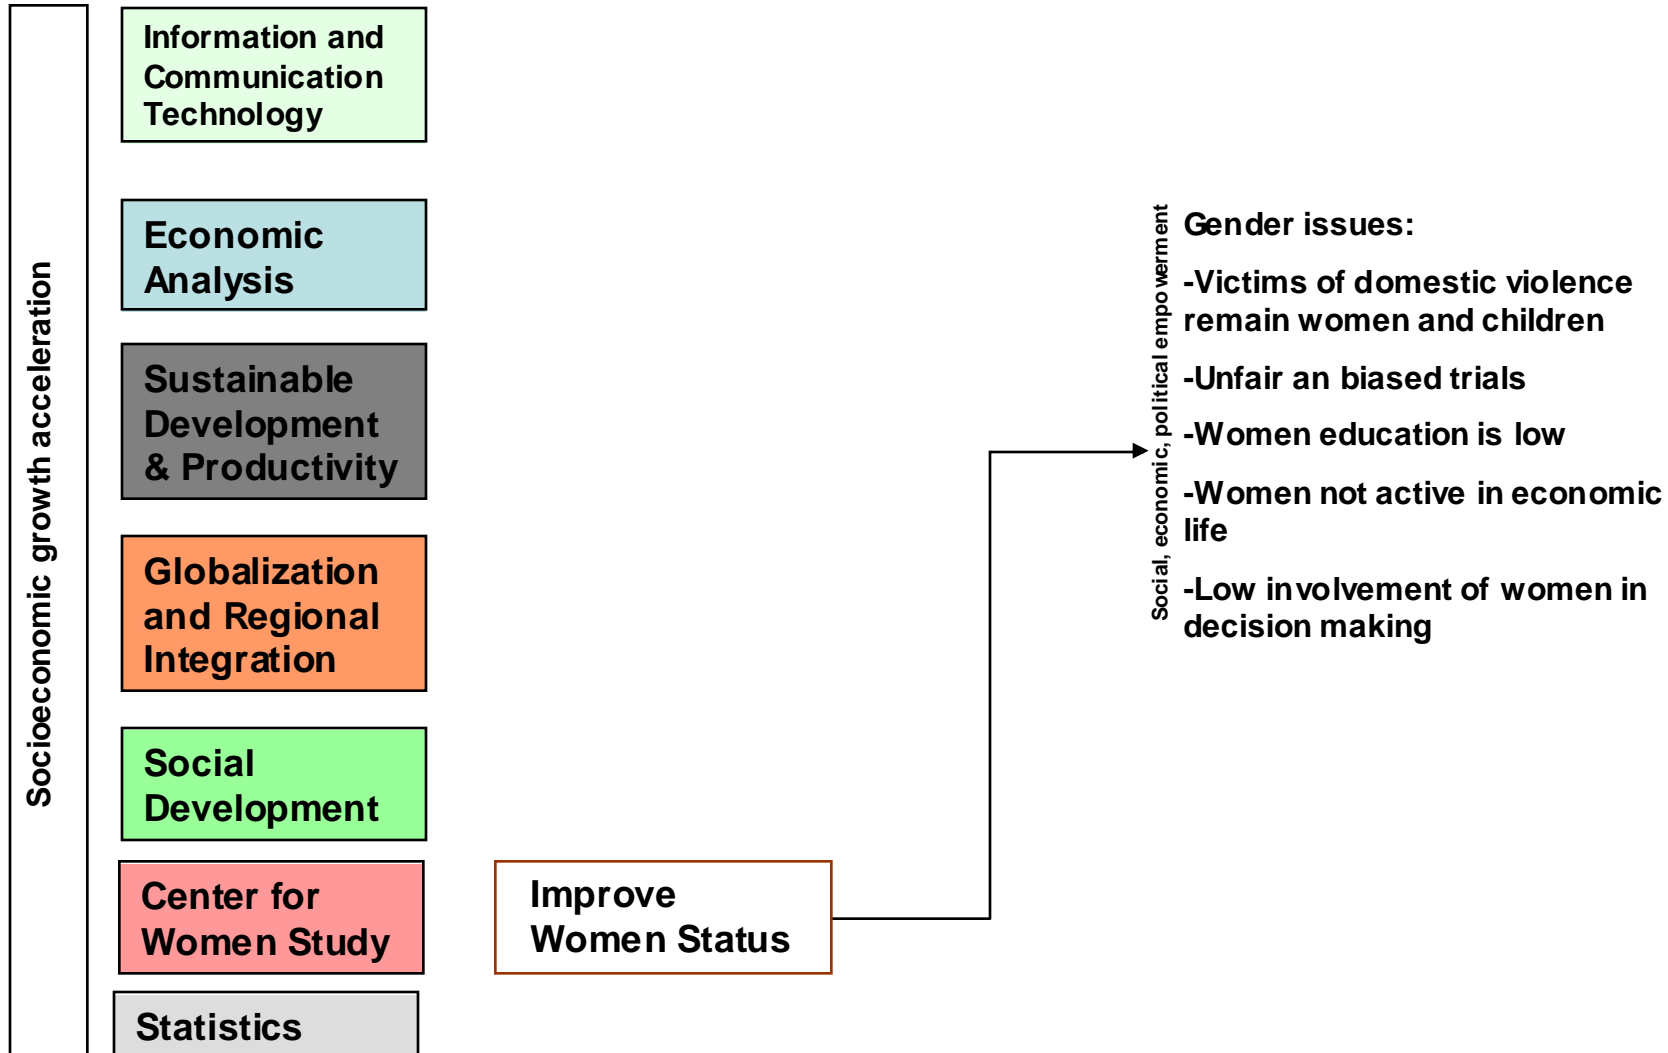 Socioeconomic growth acceleration
Information and
Communication
Technology
Economic
Analysis
Sustainable
Development
& Productivity
Globalization
and Regional
Integration
Social
Development
Center for
Women Study
Statistics
Improve
Women Status
Social, economic, political empowerment
Gender issues:
-Victims of domestic violence
remain women and children
-Unfair an biased trials
-Women education is low
-Women not active in economic
life
-Low involvement of women in
decision making